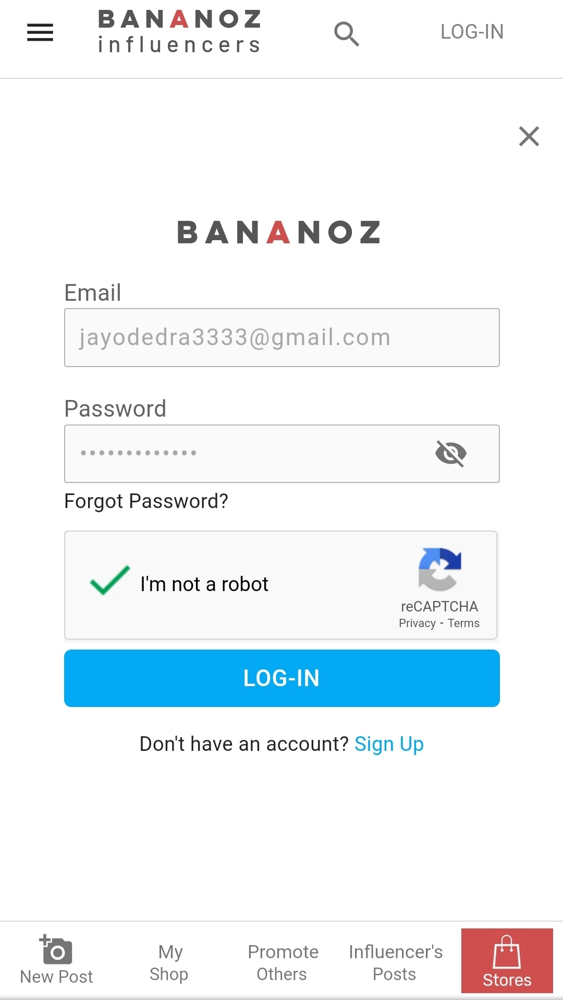 BANANOZ
influencers
LOG-IN
BANANOZ
Email
jayodedra3333@gmail.com
Password
•••••••••••••
Forgot Password?
I'm not a robot
reCAPTCHA
Privacy - Terms
LOG-IN
Don't have an account? Sign Up
New Post
My
Shop
Promote
Others
Influencer's
Posts
Stores